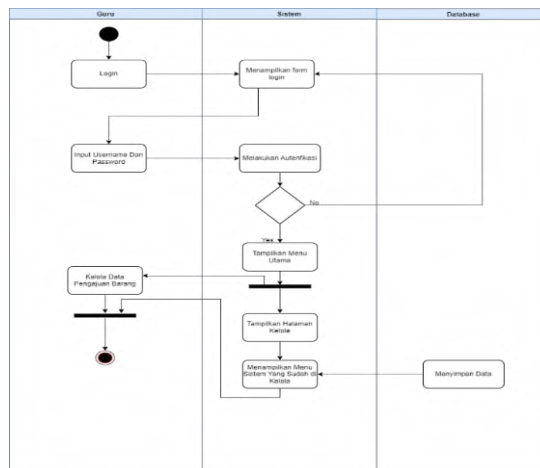 Guru
Sistem
Database
Login
Menampilkan form
login
Input Username Dan
Password
Melakukan Autentifikasi
No
Yes
Tampilkan Menu
Utama
Kelola Data
Pengajuan Barang
Tampilkan Halaman
Kelola
Menampilkan Menu
Sistem Yang Sudah di
Kelola
Menyimpan Data